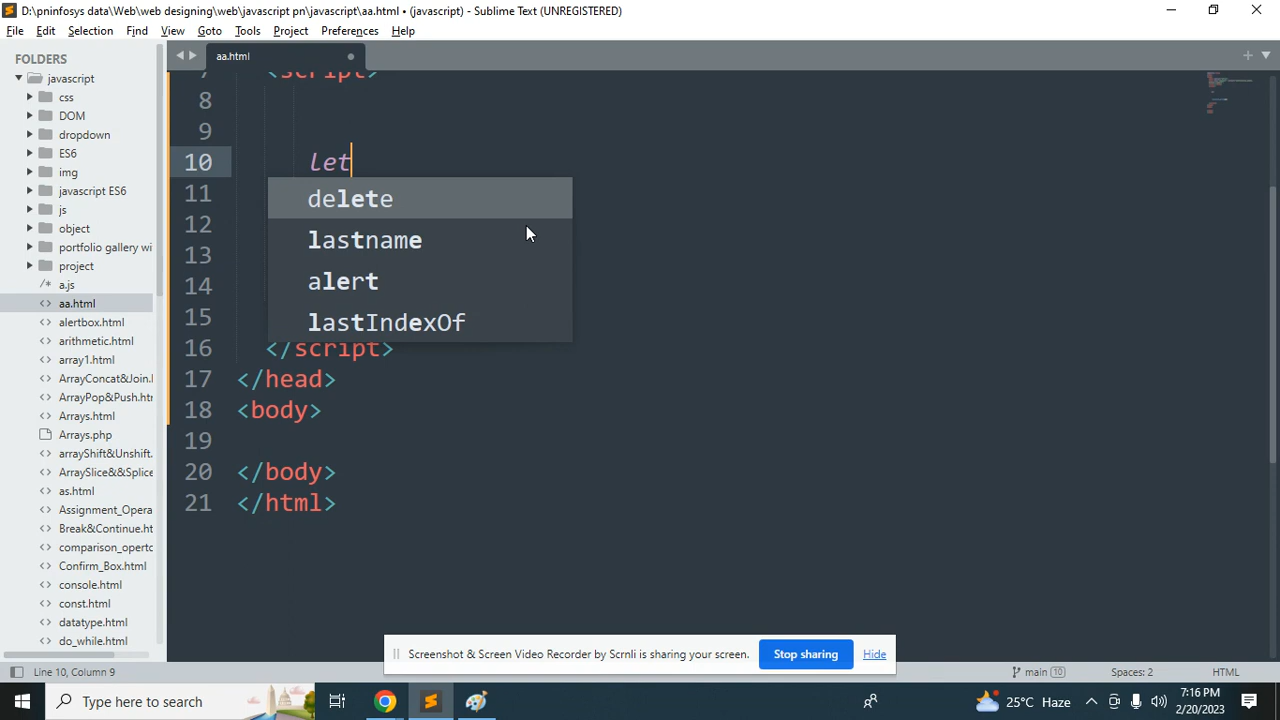 D:\pninfosys data\Web\web designing\web\javascript pn\javascript\aa.html • (javascript) - Sublime Text (UNREGISTERED)
File Edit Selection Find View Goto Tools Project Preferences Help
FOLDERS
javascript
css
DOM
dropdown
ES6
img
javascript ES6
js
object
portfolio gallery wi
project
a.js
aa.html
alertbox.html
arithmetic.html
array1.html
ArrayConcat&Join.h
ArrayPop&Push.htr
Arrays.html
Arrays.php
arrayShift&Unshift.
ArraySlice&&Splice
as.html
Assignment_Opera
Break&Continue.ht
comparison_operto
Confirm_Box.html
console.html
const.html
datatype.html
do_while.html
aa.html
7 <script>
8
9
10 let
11
12
13
14
15
16 </script>
17 </head>
18 <body>
19
20 </body>
21 </html>
delete
lastname
alert
lastIndexOf
Screenshot & Screen Video Recorder by Scrnli is sharing your screen. Stop sharing Hide
Line 10, Column 9 main 10 Spaces: 2 HTML
Type here to search 25°C Haze 7:16 PM
2/20/2023